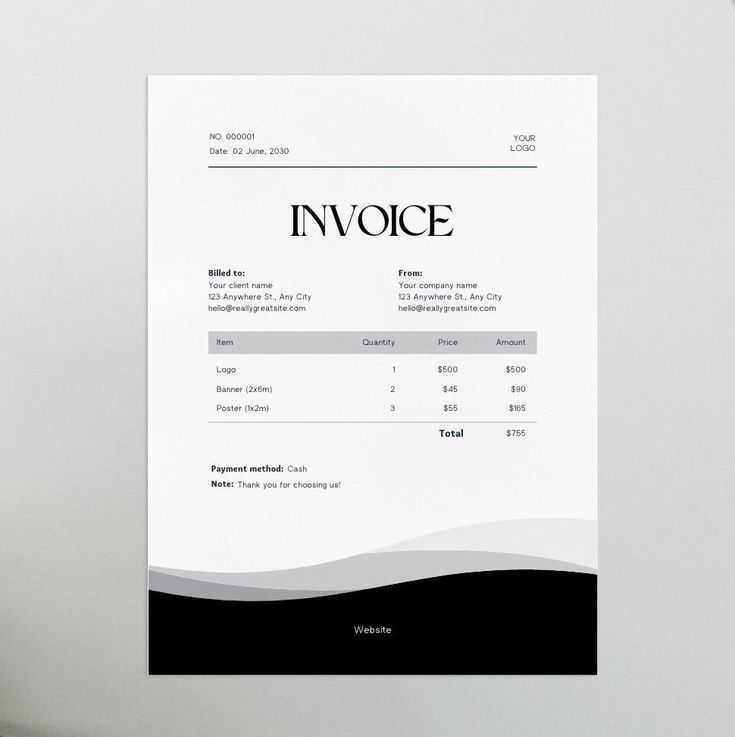 NO. 000001
Date: 02 June, 2030
YOUR
LOGO
INVOICE
Billed to:
Your client name
123 Anywhere St., Any City
hello@reallygreatsite.com
From:
Your company name
123 Anywhere St., Any City
hello@reallygreatsite.com
Item Quantity Price Amount
Logo 1 $500 $500
Banner (2x6m) 2 $45 $90
Poster (1x2m) 3 $55 $165
Total $755
Payment method: Cash
Note: Thank you for choosing us!
Website